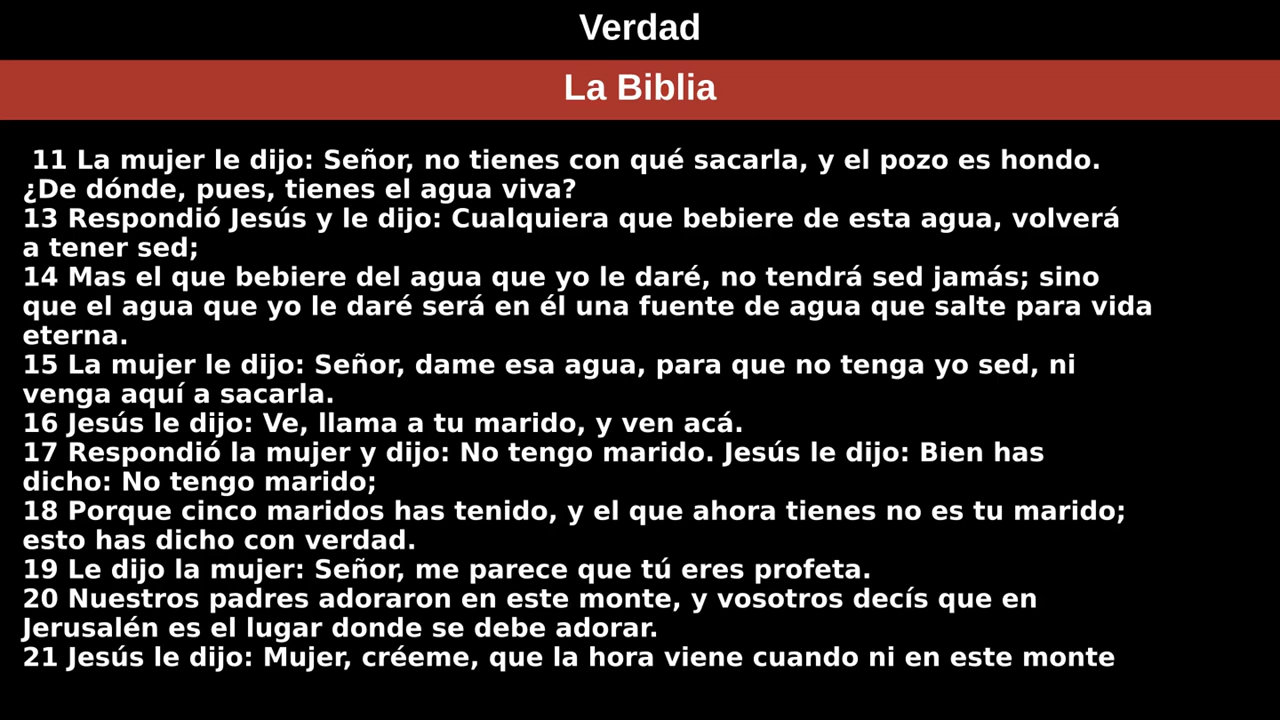 Verdad
La Biblia
11 La mujer le dijo: Señor, no tienes con qué sacarla, y el pozo es hondo.
¿De dónde, pues, tienes el agua viva?
13 Respondió Jesús y le dijo: Cualquiera que bebiere de esta agua, volverá
a tener sed;
14 Mas el que bebiere del agua que yo le daré, no tendrá sed jamás; sino
que el agua que yo le daré será en él una fuente de agua que salte para vida
eterna.
15 La mujer le dijo: Señor, dame esa agua, para que no tenga yo sed, ni
venga aquí a sacarla.
16 Jesús le dijo: Ve, llama a tu marido, y ven acá.
17 Respondió la mujer y dijo: No tengo marido. Jesús le dijo: Bien has
dicho: No tengo marido;
18 Porque cinco maridos has tenido, y el que ahora tienes no es tu marido;
esto has dicho con verdad.
19 Le dijo la mujer: Señor, me parece que tú eres profeta.
20 Nuestros padres adoraron en este monte, y vosotros decís que en
Jerusalén es el lugar donde se debe adorar.
21 Jesús le dijo: Mujer, créeme, que la hora viene cuando ni en este monte